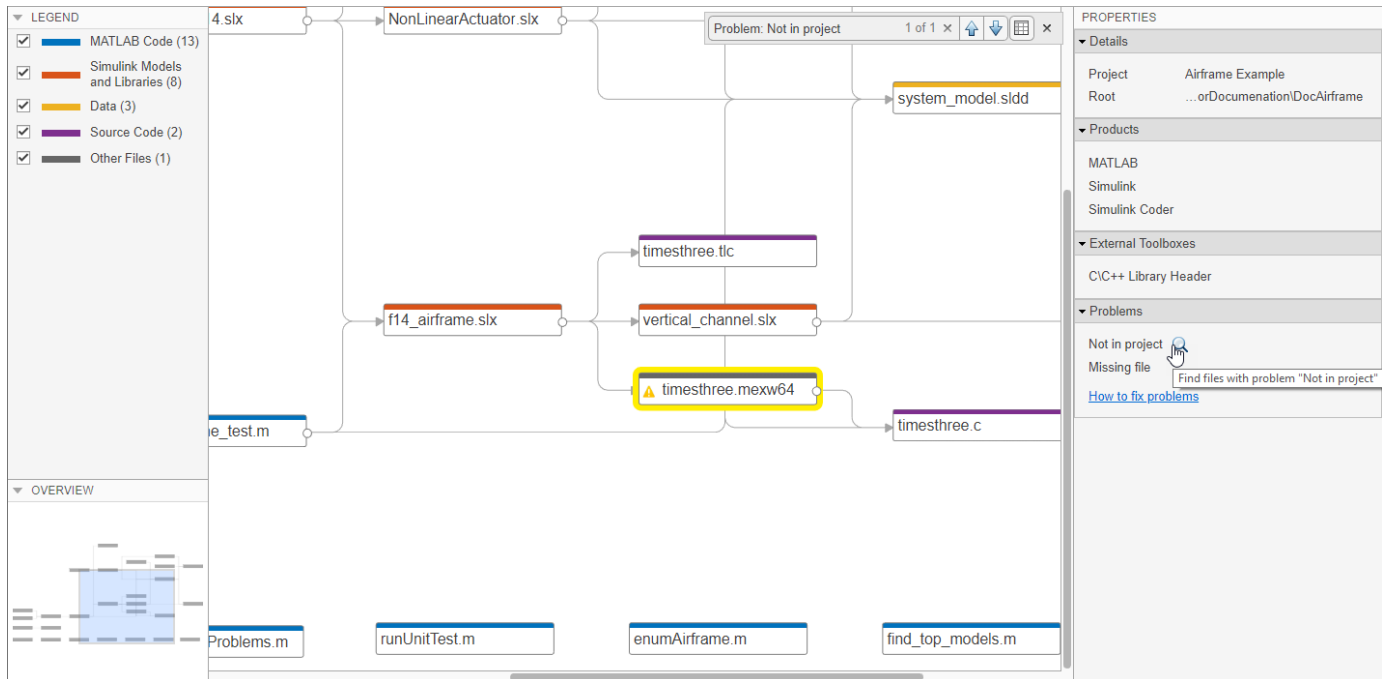 LEGEND
MATLAB Code (13)
Simulink Models
and Libraries (8)
Data (3)
Source Code (2)
Other Files (1)
OVERVIEW
4.slx
NonLinearActuator.slx
Problem: Not in project
1 of 1
system_model.sldd
timesthree.tlc
f14_airframe.slx
vertical_channel.slx
timesthree.mexw64
e_test.m
timesthree.c
Problems.m
runUnitTest.m
enumAirframe.m
find_top_models.m
PROPERTIES
Details
Project Airframe Example
Root ...orDocumenation\DocAirframe
Products
MATLAB
Simulink
Simulink Coder
External Toolboxes
C\C++ Library Header
Problems
Not in project
Missing file
Find files with problem "Not in project"
How to fix problems